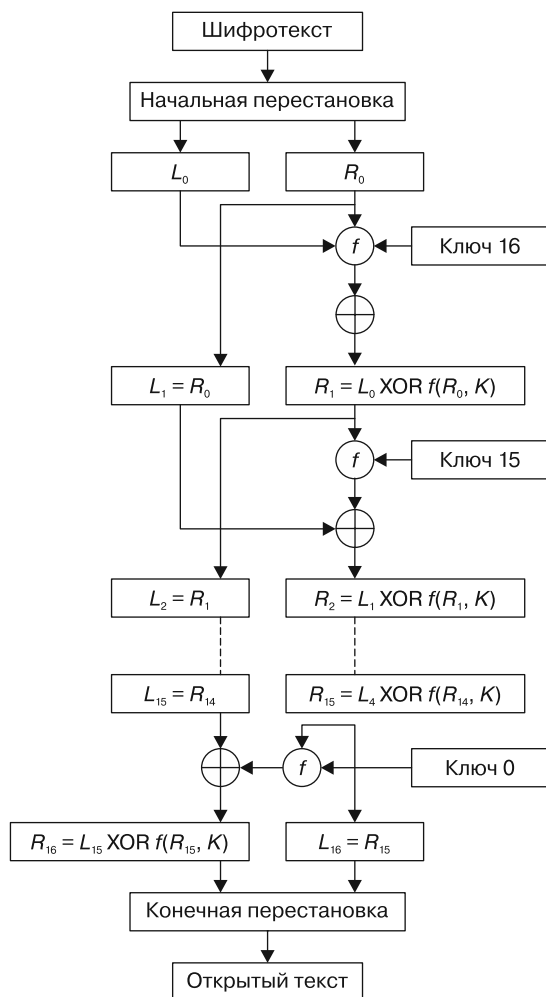 Шифротекст
Начальная перестановка
L₀
R₀
f
Ключ 16
L₁ = R₀
R₁ = L₀ XOR f(R₀, K)
f
Ключ 15
L₂ = R₁
R₂ = L₁ XOR f(R₁, K)
L₁₅ = R₁₄
R₁₅ = L₄ XOR f(R₁₄, K)
f
Ключ 0
R₁₆ = L₁₅ XOR f(R₁₅, K)
L₁₆ = R₁₅
Конечная перестановка
Открытый текст